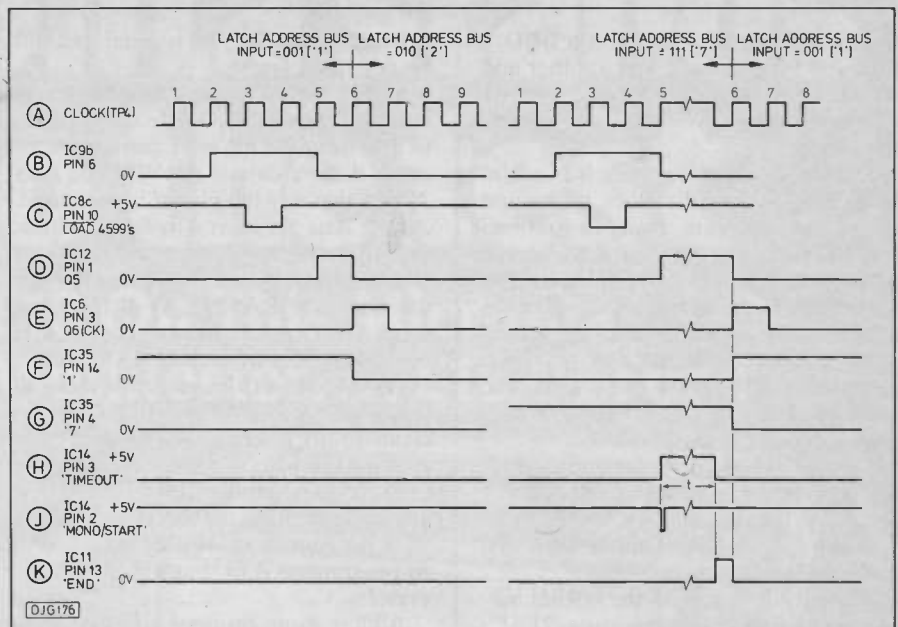 LATCH ADDRESS BUS LATCH ADDRESS BUS
INPUT = 001 ['1'] = 010 ['2']
LATCH ADDRESS BUS LATCH ADDRESS BUS
INPUT = 111 ['7'] INPUT = 001 ['1']
1 2 3 4 5 6 7 8 9 1 2 3 4 5 6 7 8
A CLOCK(TP4)
B IC9b
PIN 6 0V
C IC8c +5V
PIN 10
LOAD 4599's
D IC12
PIN 1
Q5 0V
E IC6
PIN 3
Q6(CK) 0V
F IC35
PIN 14
'1' 0V
G IC35
PIN 4
'7' 0V
H IC14 +5V
PIN 3
'TIMEOUT' t
J IC14 +5V
PIN 2
'MONO/START'
K IC11
PIN 13
'END' 0V
DJG176